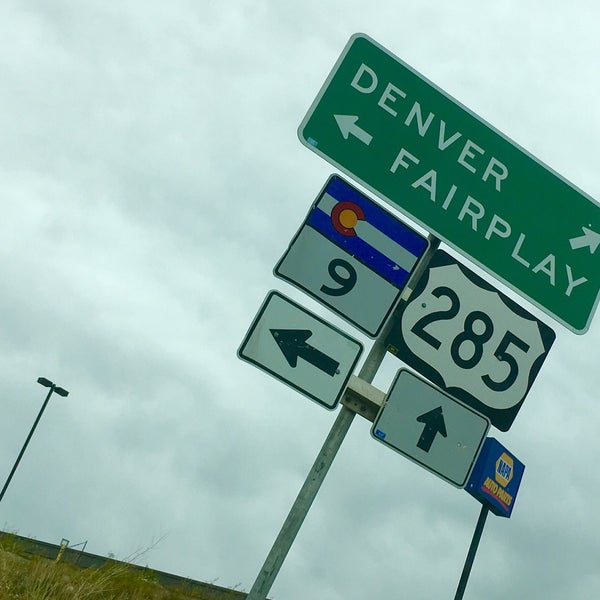 DENVER
FAIRPLAY
9
285
NAPA
AUTO PARTS